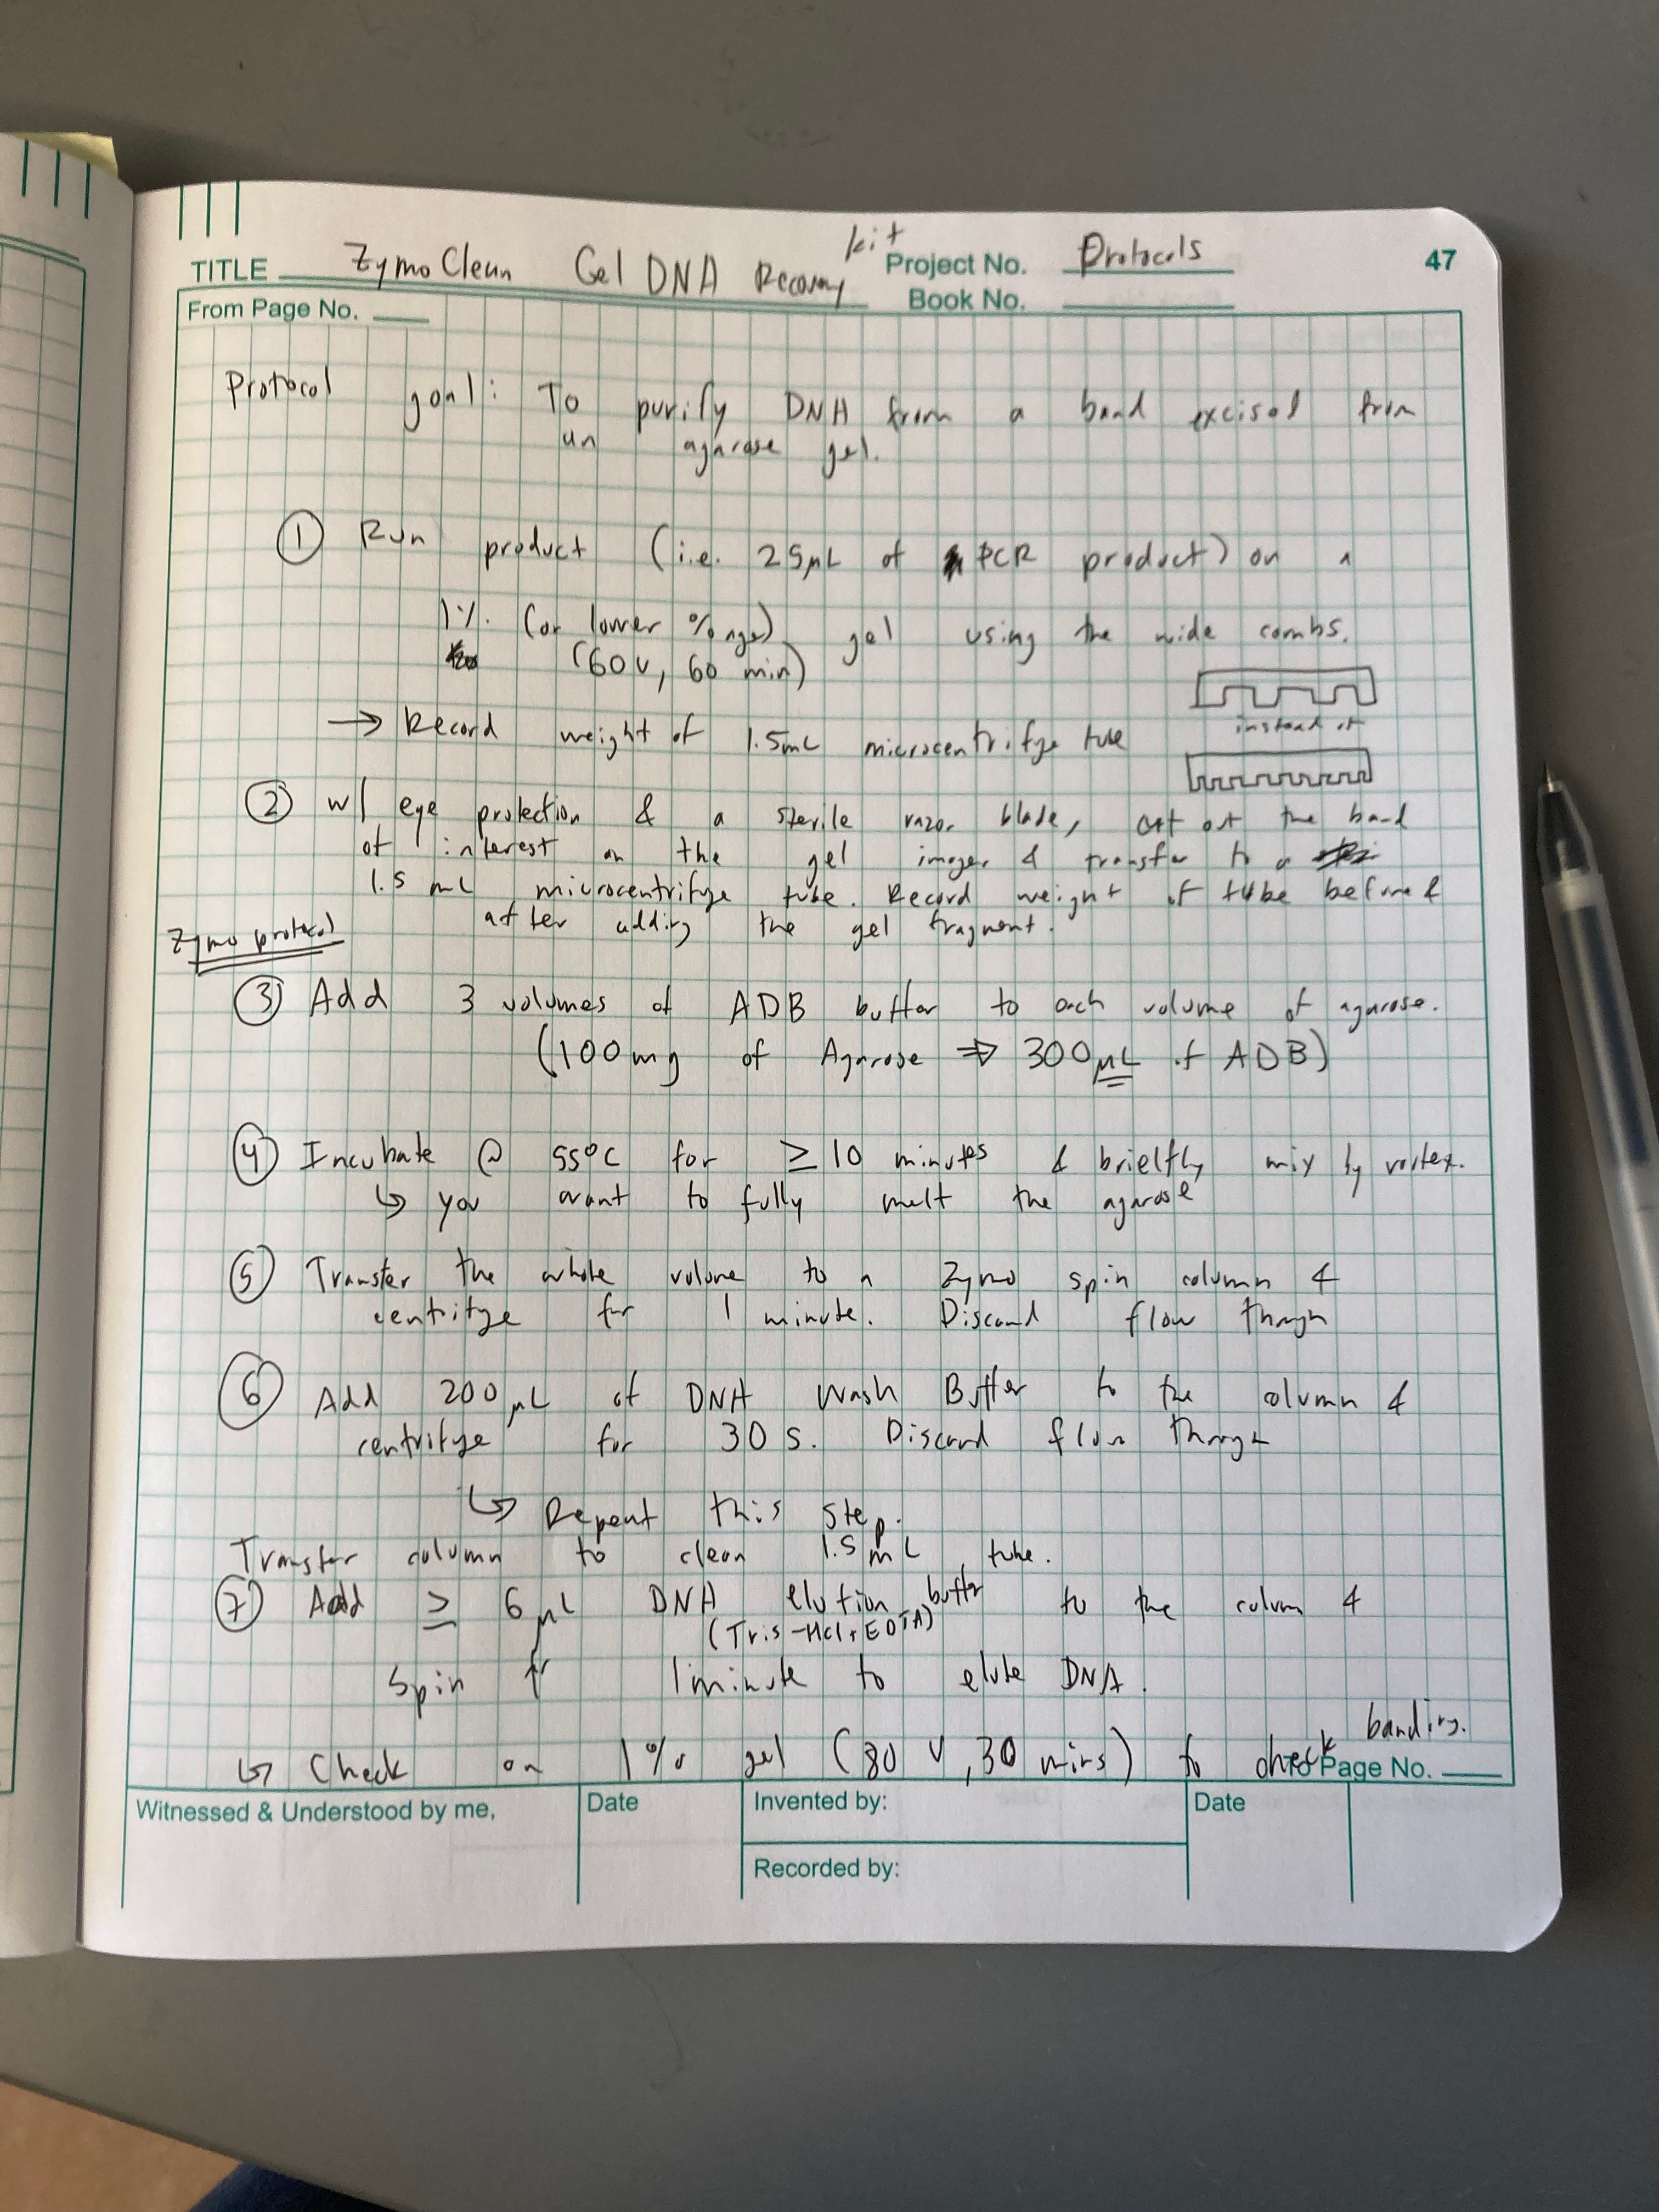 TITLE ZymoClean Gel DNA Recovery kit Project No. Protocols 47
Book No.
From Page No.
Protocol goal: To purify DNA from a band excised from
an agarose gel.
① Run product (i.e. 25µL of PCR product) on a
1% (or lower %age) gel using the wide combs.
(60V, 60 min)
→ Record weight of 1.5mL microcentrifge tube
instead of
② w/ eye protection & a sterile razor blade, cut out the band
of interest on the gel imager & transfer to a
1.5 mL microcentrifge tube. Record weight of tube before &
after adding the gel fragment.
Zymo protocol
③ Add 3 volumes of ADB buffer to each volume of agarose.
(100mg of Agarose ⇒ 300µL of ADB)
④ Incubate @ 55°C for ≥ 10 minutes & brielfly mix by vortex.
↳ you want to fully melt the agarose
⑤ Transfer the whole volume to a Zymo spin column &
centrifge for 1 minute. Discard flow through
⑥ Add 200µL of DNA Wash Buffer to the column &
centrifge for 30 s. Discard flow through
↳ Repeat this step.
Transfer column to clean 1.5 mL tube.
⑦ Add ≥ 6µL DNA elution buffer to the column &
(Tris-HCl + EDTA)
Spin for 1 minute to elute DNA.
↳ Check on 1% gel (80 V, 30 mins) to check banding.
To Page No.
Witnessed & Understood by me,
Date
Invented by:
Date
Recorded by: